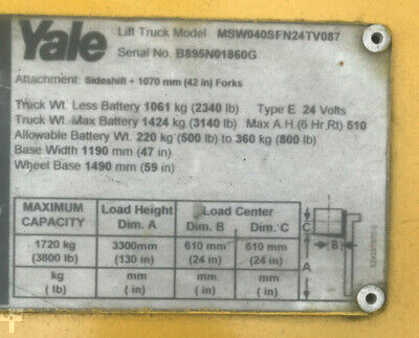 Yale
Lift Truck Model MSW040SFN24TV087
Serial No. B895N01860G
Attachment: Sideshift + 1070 mm (42 in) Forks
Truck Wt. Less Battery 1061 kg (2340 lb) Type E 24 Volts
Truck Wt. Max Battery 1424 kg (3140 lb) Max A.H.(6 Hr.Rt) 510
Allowable Battery Wt. 220 kg (500 lb) to 360 kg (800 lb)
Base Width 1190 mm (47 in)
Wheel Base 1490 mm (59 in)
MAXIMUM CAPACITY Load Height Dim. A Load Center Dim. B Dim. C
1720 kg 3300mm 610 mm 610 mm
(3800 lb) (130 in) (24 in) (24 in)
kg mm mm mm
( lb) ( in) ( in) ( in)
C
B
A